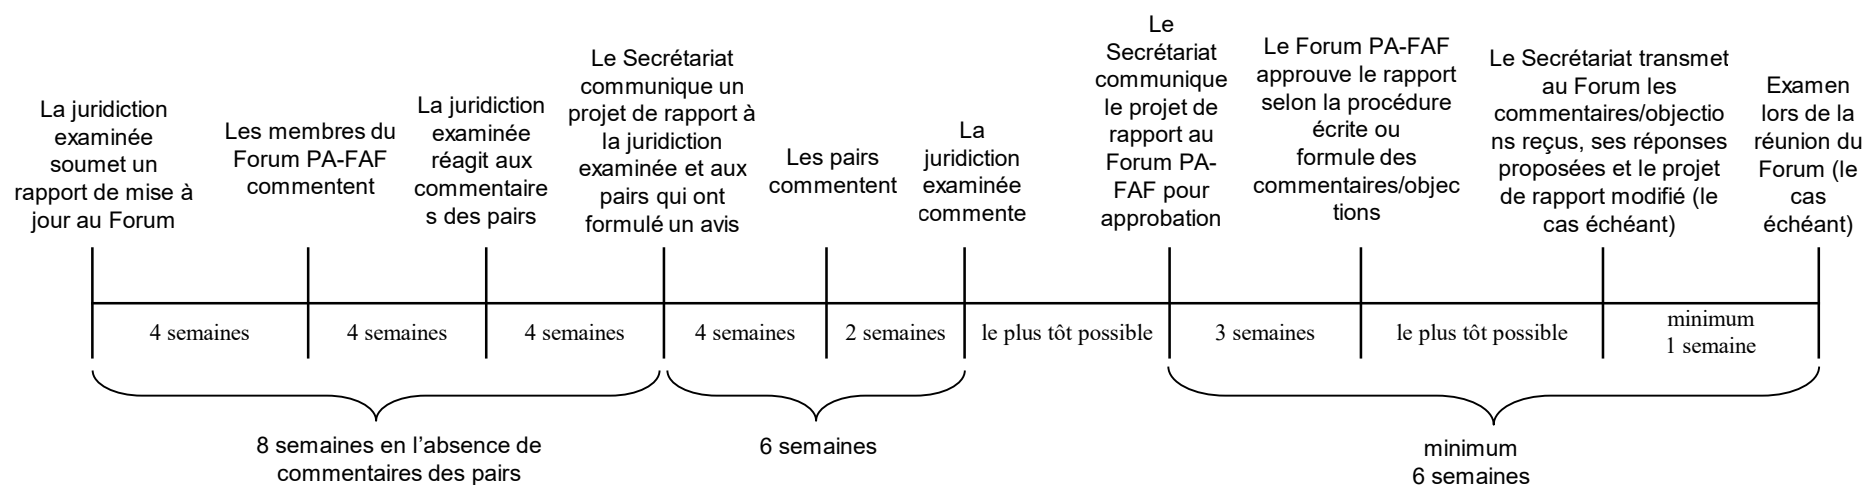 La juridiction
examinée
soumet un
rapport de mise à
jour au Forum
Les membres du
Forum PA-FAF
commentent
La juridiction
examinée
réagit aux
commentaire
s des pairs
Le Secrétariat
communique un
projet de rapport à
la juridiction
examinée et aux
pairs qui ont
formulé un avis
Les pairs
commentent
La
juridiction
examinée
commente
Le
Secrétariat
communique
le projet de
rapport au
Forum PA-
FAF pour
approbation
Le Forum PA-FAF
approuve le rapport
selon la procédure
écrite ou
formule des
commentaires/objec
tions
Le Secrétariat transmet
au Forum les
commentaires/objectio
ns reçus, ses réponses
proposées et le projet
de rapport modifié (le
cas échéant)
Examen
lors de la
réunion du
Forum (le
cas
échéant)
4 semaines
4 semaines
4 semaines
4 semaines
2 semaines
le plus tôt possible
3 semaines
le plus tôt possible
minimum
1 semaine
8 semaines en l’absence de
commentaires des pairs
6 semaines
minimum
6 semaines